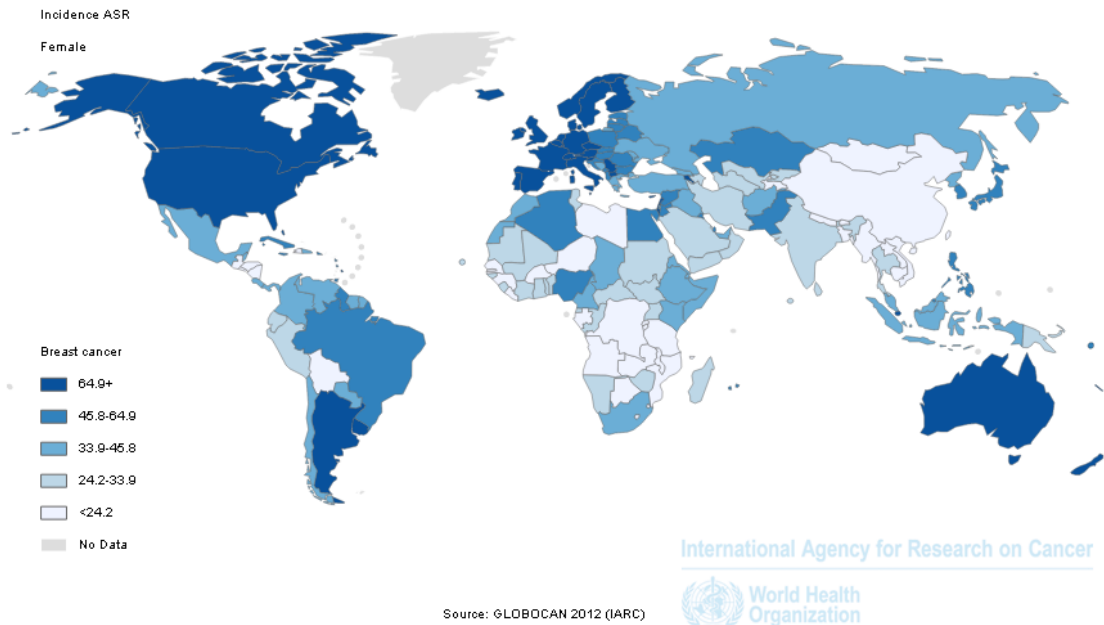 Incidence ASR
Female
Breast cancer
64.9+
45.8-64.9
33.9-45.8
24.2-33.9
<24.2
No Data
International Agency for Research on Cancer
World Health
Organization
Source: GLOBOCAN 2012 (IARC)